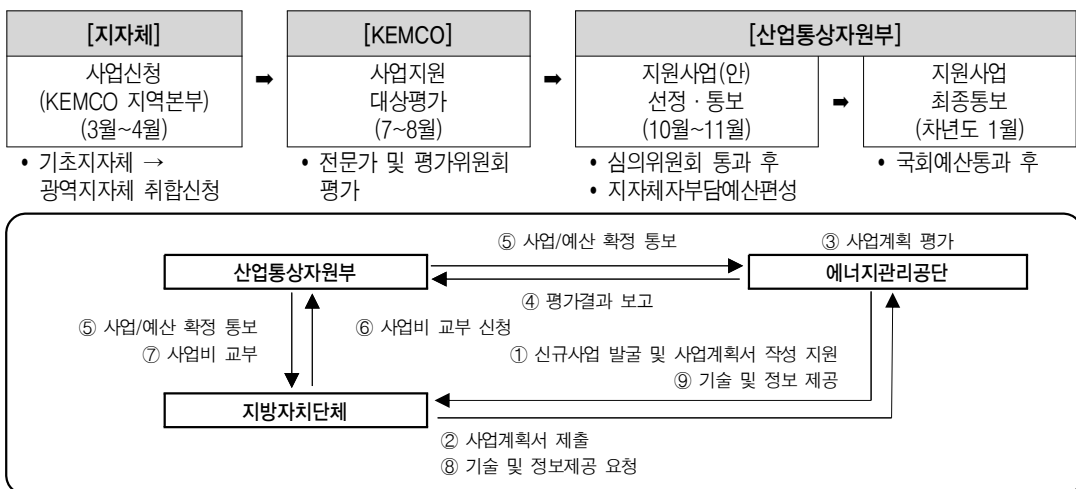 [지자체]
[KEMCO]
[산업통상자원부]
사업신청
(KEMCO 지역본부)
(3월~4월)
➡
사업지원
대상평가
(7~8월)
➡
지원사업(안)
선정 · 통보
(10월~11월)
➡
지원사업
최종통보
(차년도 1월)
• 기초지자체 →
광역지자체 취합신청
• 전문가 및 평가위원회
평가
• 심의위원회 통과 후
• 지자체자부담예산편성
• 국회예산통과 후
⑤ 사업/예산 확정 통보
③ 사업계획 평가
산업통상자원부
에너지관리공단
④ 평가결과 보고
⑤ 사업/예산 확정 통보
⑦ 사업비 교부
⑥ 사업비 교부 신청
① 신규사업 발굴 및 사업계획서 작성 지원
⑨ 기술 및 정보 제공
지방자치단체
② 사업계획서 제출
⑧ 기술 및 정보제공 요청